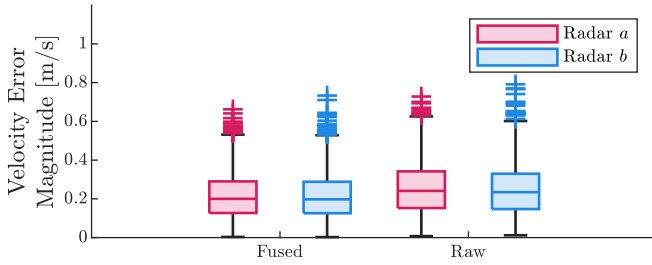 Velocity Error
Magnitude [m/s]
1
0.8
0.6
0.4
0.2
0
Fused
Raw
Radar a
Radar b